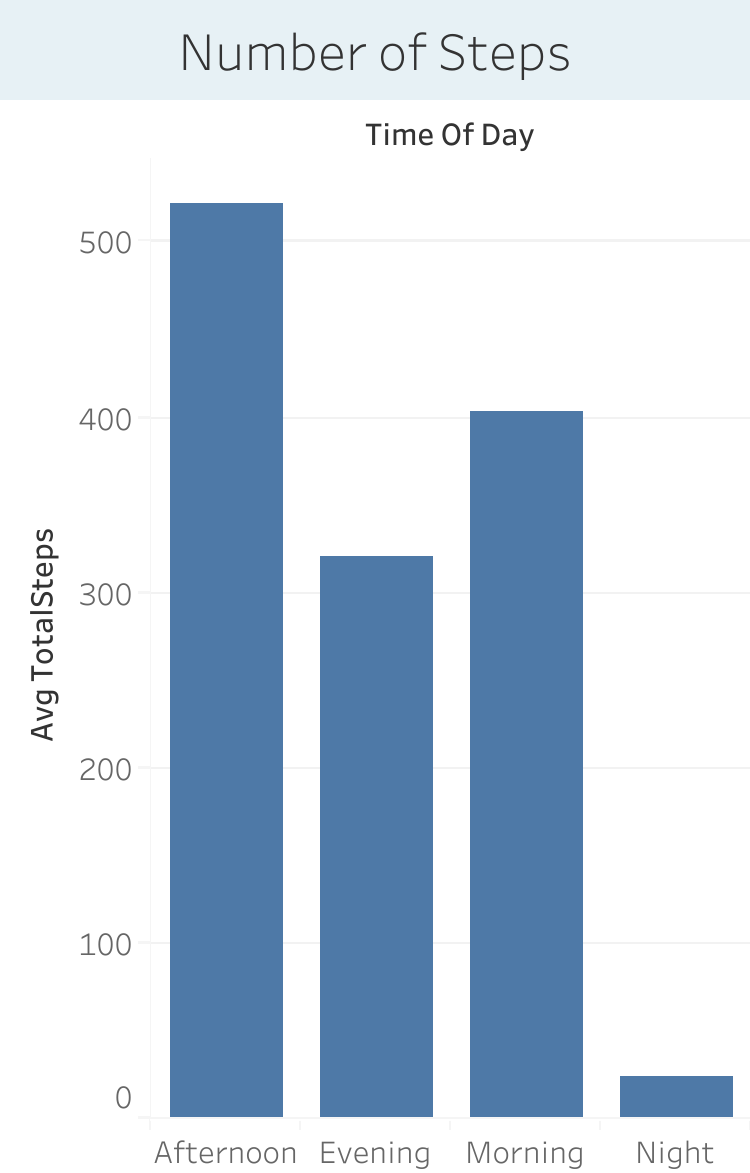 Number of Steps
Time Of Day
Avg TotalSteps
500
400
300
200
100
0
Afternoon Evening Morning Night